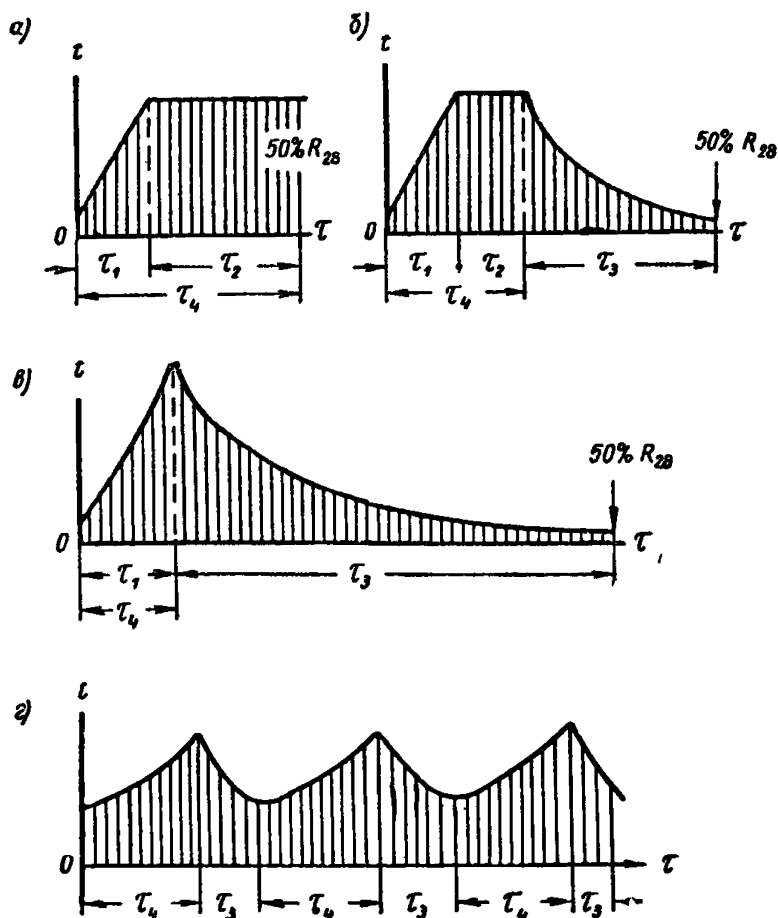 а)
t
50% R₂₈
0
τ
τ₁ τ₂
τ₄
б)
t
50% R₂₈
0
τ
τ₁ τ₂ τ₃
τ₄
в)
t
50% R₂₈
0
τ
τ₁ τ₃
τ₄
г)
t
0
τ
τ₄ τ₃ τ₄ τ₃ τ₄ τ₃